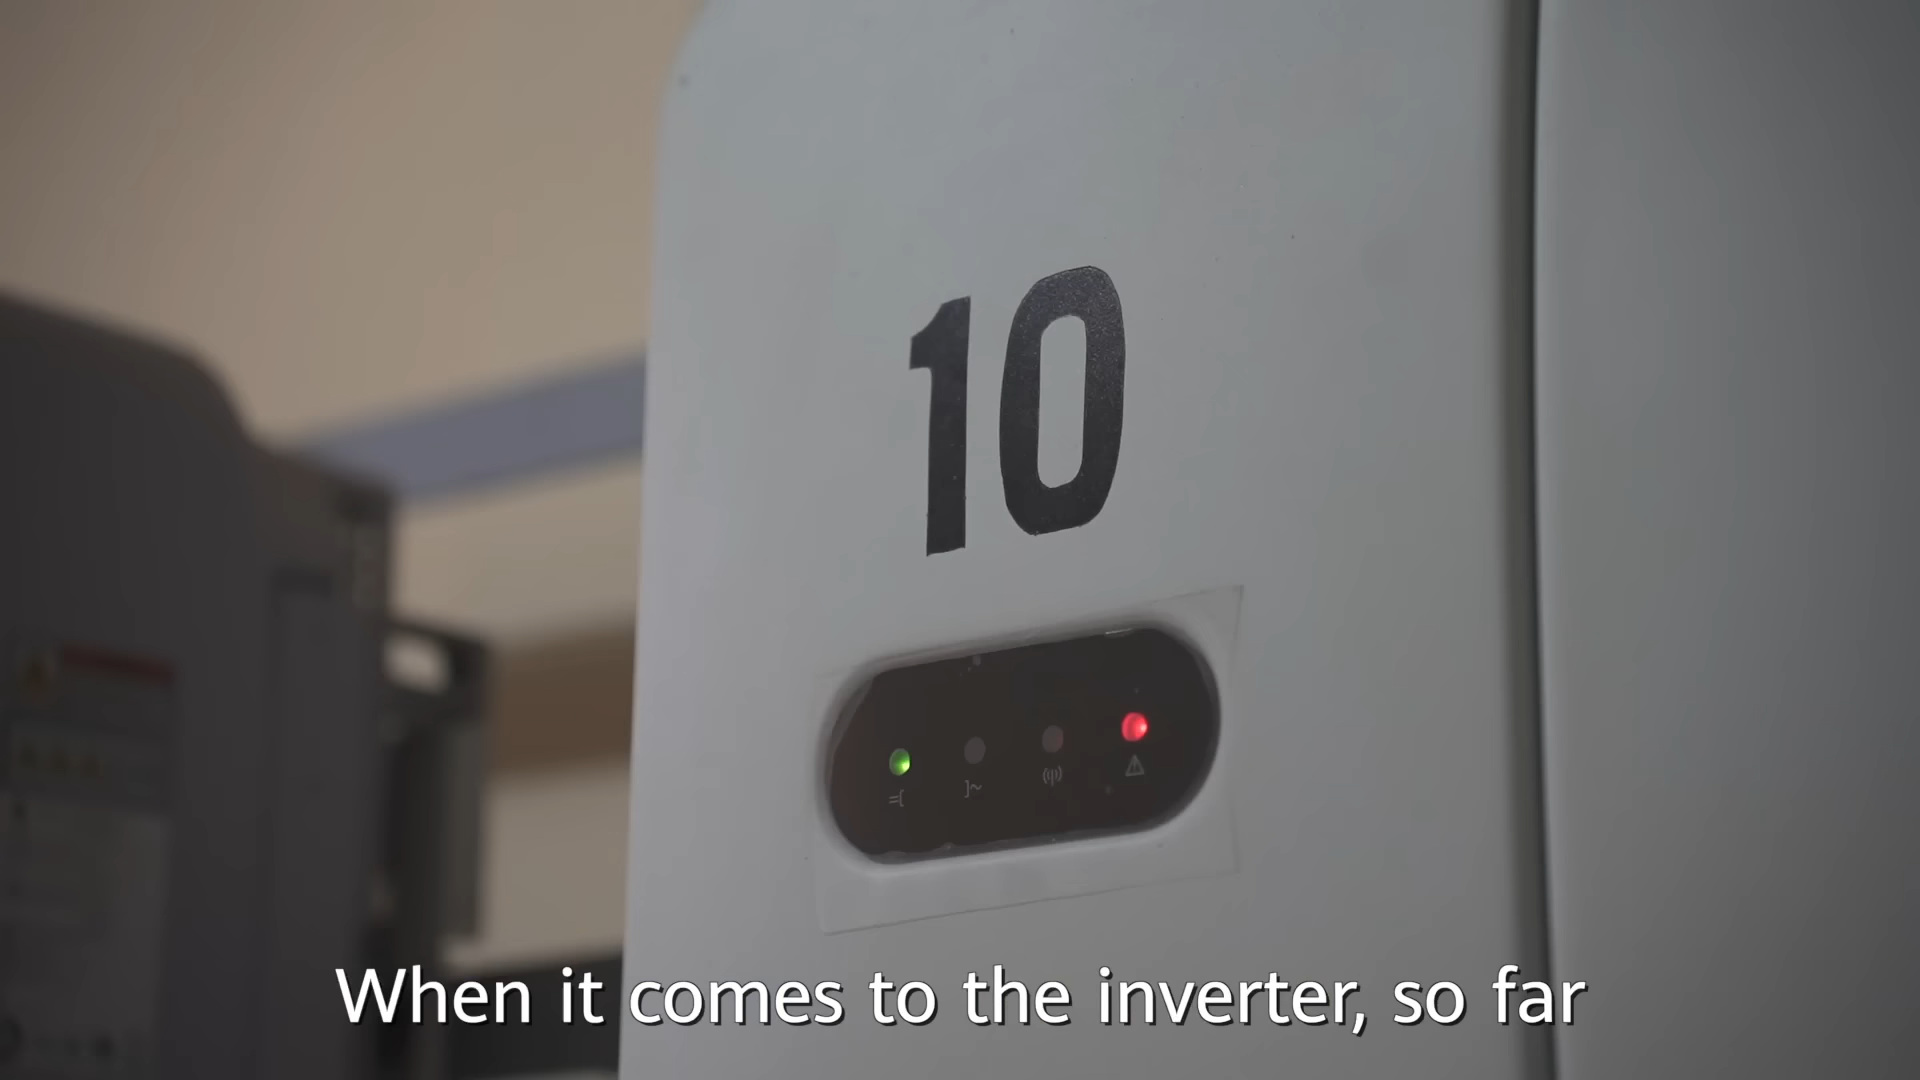 10
When it comes to the inverter, so far